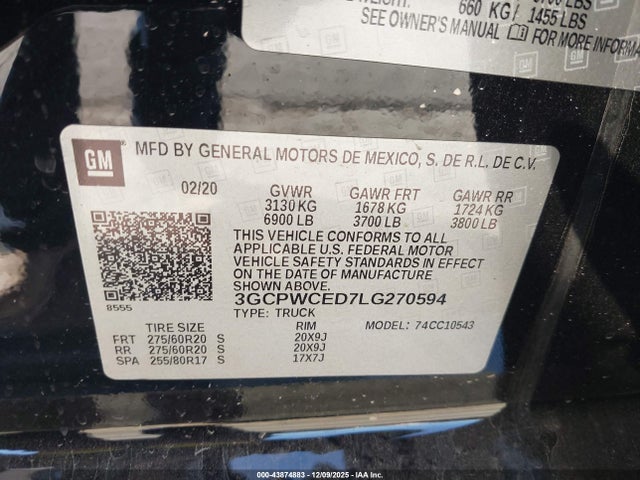 3700 LBS
WEIGHT: 660 KG/ 1455 LBS
SEE OWNER'S MANUAL FOR MORE INFORMA
GM MFD BY GENERAL MOTORS DE MEXICO, S. DE R.L. DE C.V.
02/20 GVWR GAWR FRT GAWR RR
3130 KG 1678 KG 1724 KG
6900 LB 3700 LB 3800 LB
THIS VEHICLE CONFORMS TO ALL
APPLICABLE U.S. FEDERAL MOTOR
VEHICLE SAFETY STANDARDS IN EFFECT
ON THE DATE OF MANUFACTURE
SHOWN ABOVE.
8555
3GCPWCED7LG270594
TYPE: TRUCK MODEL: 74CC10543
TIRE SIZE RIM
FRT 275/60R20 S 20X9J
RR 275/60R20 S 20X9J
SPA 255/80R17 S 17X7J
000-43874883 | 12/09/2025 - IAA Inc.